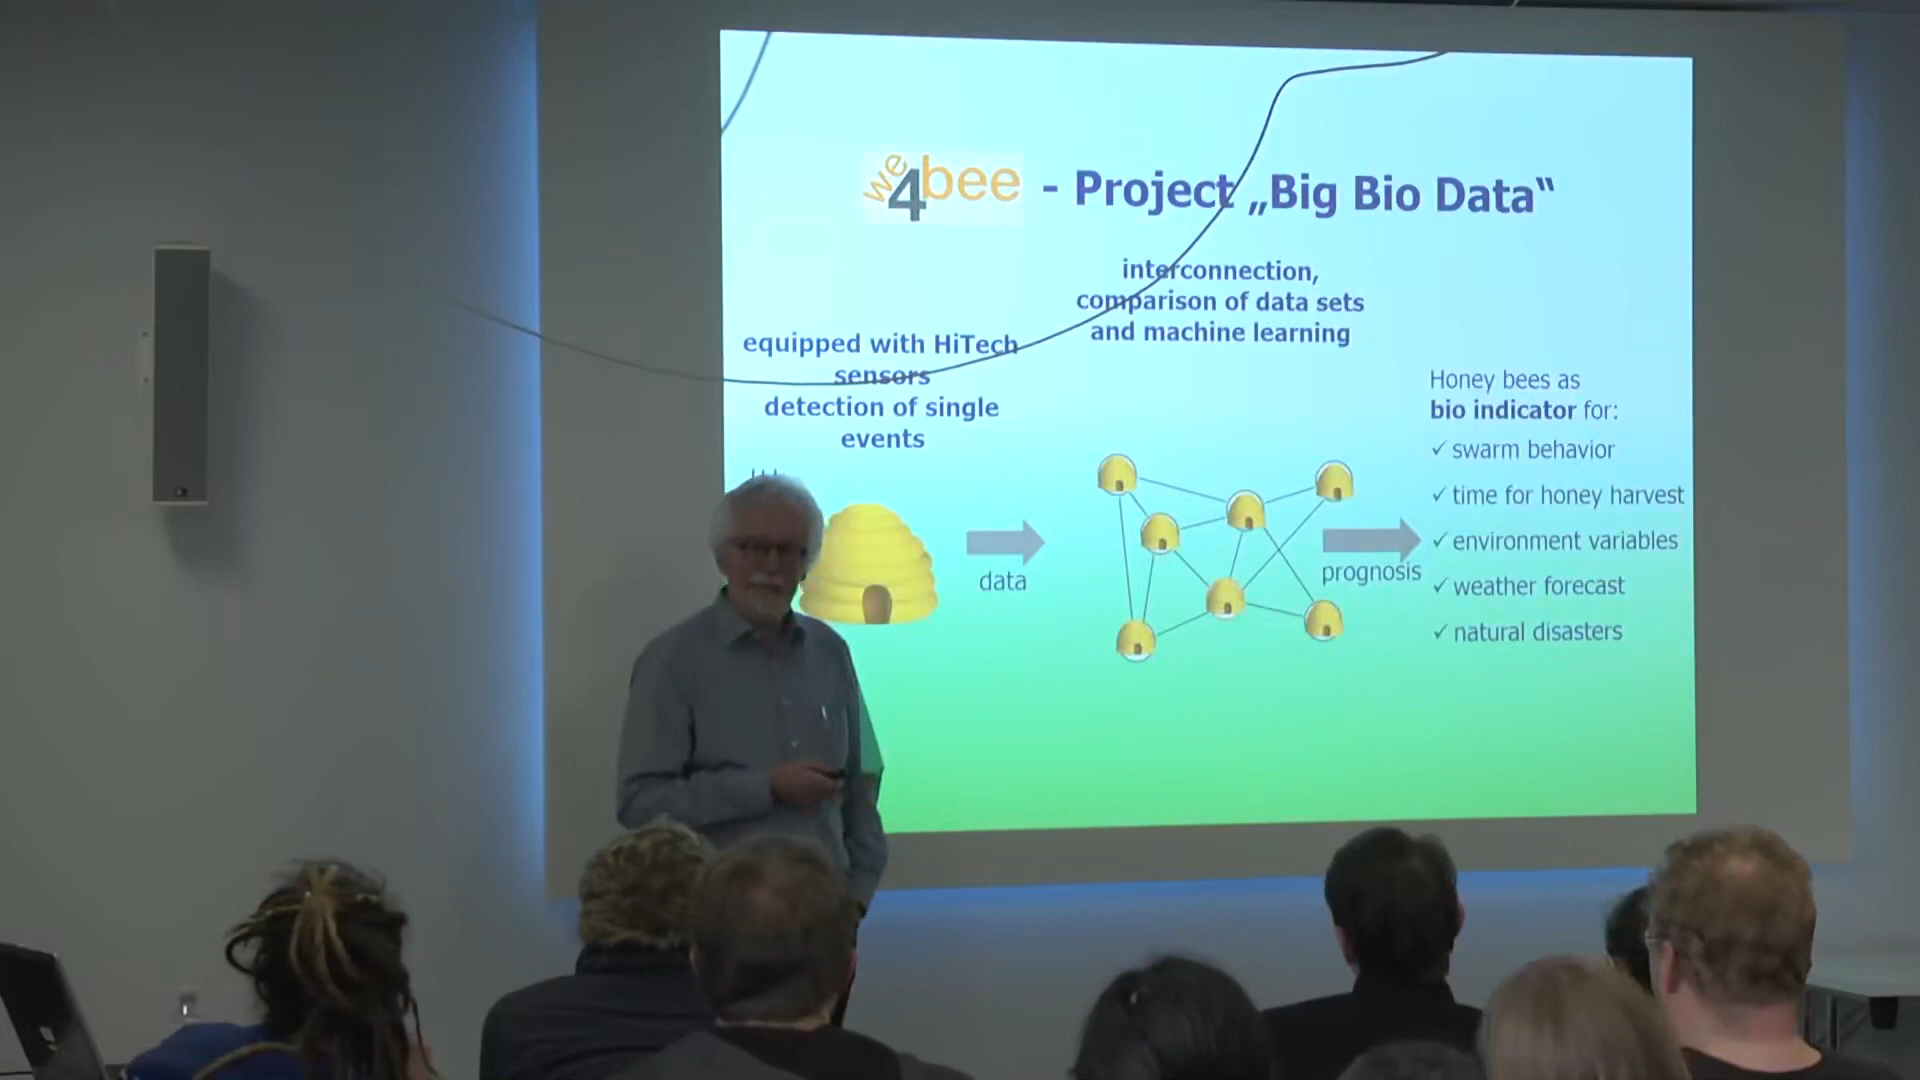 we4bee - Project „Big Bio Data“
interconnection,
comparison of data sets
and machine learning
equipped with HiTech
sensors
detection of single
events
data
prognosis
Honey bees as
bio indicator for:
✓ swarm behavior
✓ time for honey harvest
✓ environment variables
✓ weather forecast
✓ natural disasters